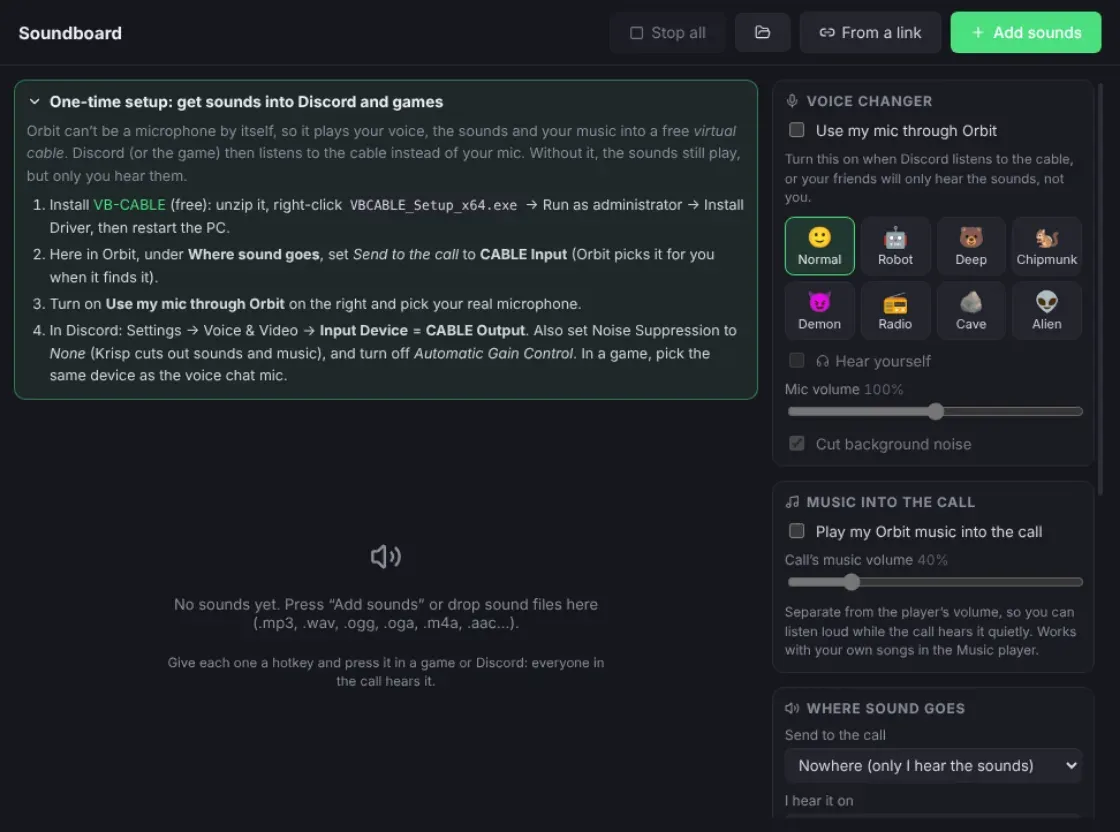 Soundboard
Stop all
From a link
+ Add sounds
One-time setup: get sounds into Discord and games
Orbit can't be a microphone by itself, so it plays your voice, the sounds and your music into a free virtual
cable. Discord (or the game) then listens to the cable instead of your mic. Without it, the sounds still play,
but only you hear them.
1. Install VB-CABLE (free): unzip it, right-click VBCABLE_Setup_x64.exe → Run as administrator → Install
Driver, then restart the PC.
2. Here in Orbit, under Where sound goes, set Send to the call to CABLE Input (Orbit picks it for you
when it finds it).
3. Turn on Use my mic through Orbit on the right and pick your real microphone.
4. In Discord: Settings → Voice & Video → Input Device = CABLE Output. Also set Noise Suppression to
None (Krisp cuts out sounds and music), and turn off Automatic Gain Control. In a game, pick the
same device as the voice chat mic.
No sounds yet. Press “Add sounds” or drop sound files here
(.mp3, .wav, .ogg, .oga, .m4a, .aac...).
Give each one a hotkey and press it in a game or Discord: everyone in
the call hears it.
VOICE CHANGER
Use my mic through Orbit
Turn this on when Discord listens to the cable,
or your friends will only hear the sounds, not
you.
Normal
Robot
Deep
Chipmunk
Demon
Radio
Cave
Alien
Hear yourself
Mic volume 100%
Cut background noise
MUSIC INTO THE CALL
Play my Orbit music into the call
Call's music volume 40%
Separate from the player's volume, so you can
listen loud while the call hears it quietly. Works
with your own songs in the Music player.
WHERE SOUND GOES
Send to the call
Nowhere (only I hear the sounds)
I hear it on